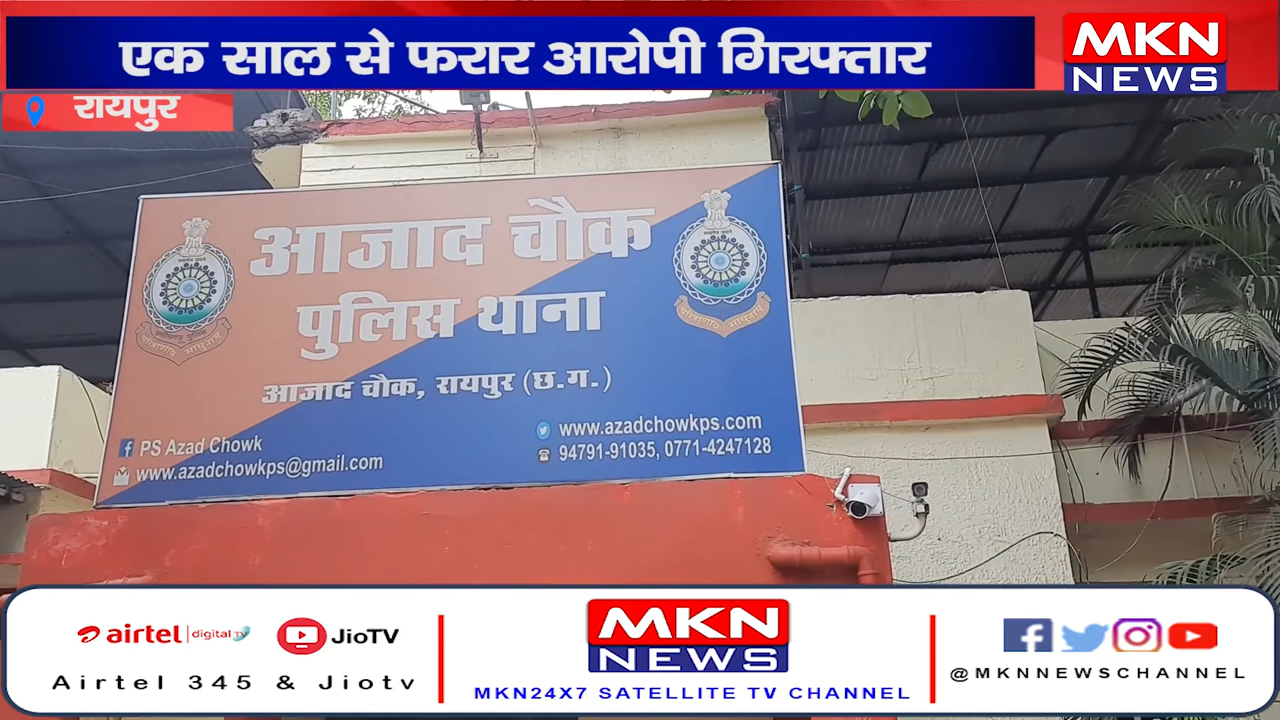 एक साल से फरार आरोपी गिरफ्तार
MKN
NEWS
रायपुर
आजाद चौक
पुलिस थाना
आजाद चौक, रायपुर (छ.ग.)
PS Azad Chowk
www.azadchowkps@gmail.com
www.azadchowkps.com
94791-91035, 0771-4247128
परित्राणाय साधुनाम्
परित्राणाय साधुनाम्
airtel digital TV
JioTV
Airtel 345 & Jiotv
MKN
NEWS
MKN24X7 SATELLITE TV CHANNEL
@MKNNEWSCHANNEL